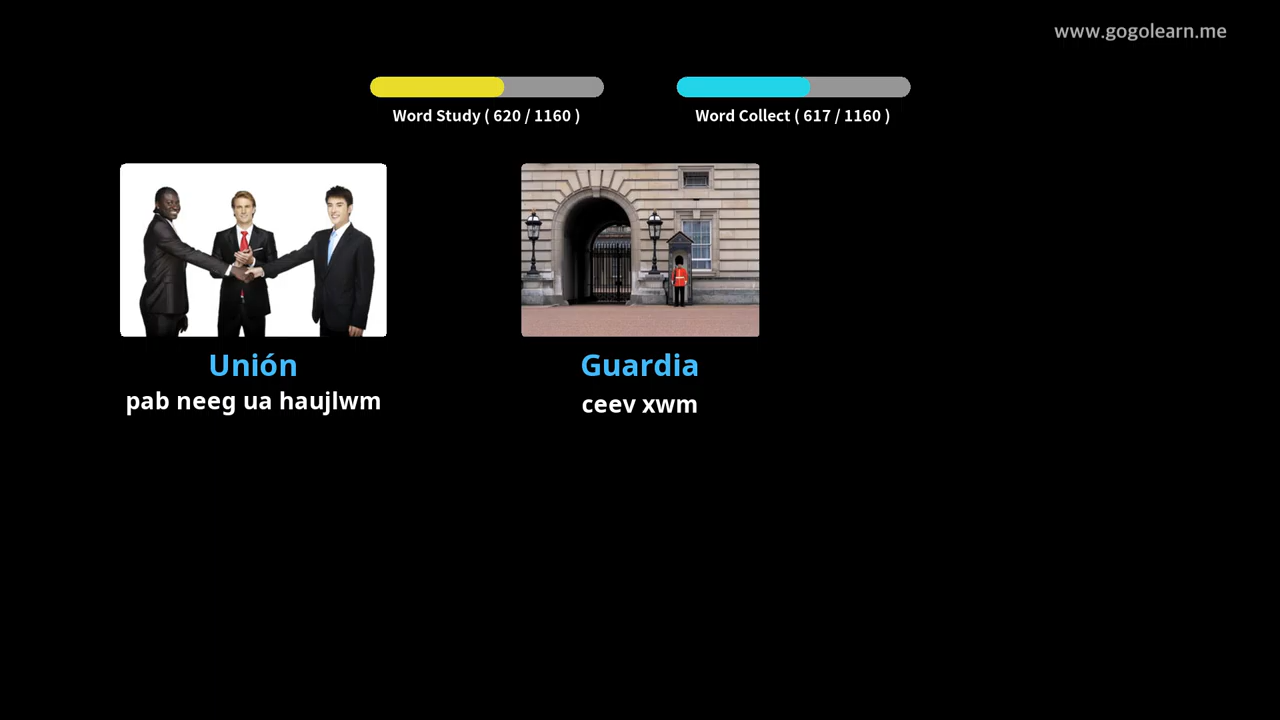 www.gogolearn.me
Word Study ( 620 / 1160 )
Word Collect ( 617 / 1160 )
Unión
pab neeg ua haujlwm
Guardia
ceev xwm